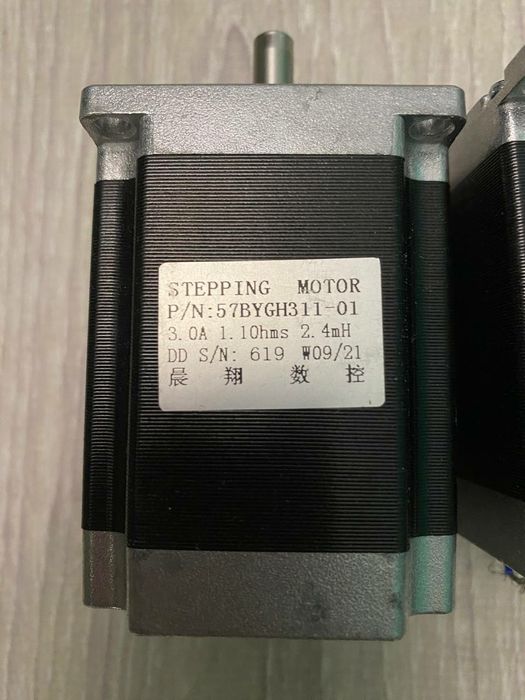 STEPPING MOTOR
P/N:57BYGH311-01
3.0A 1.1Ohms 2.4mH
DD S/N: 619 W09/21
晨翔数控